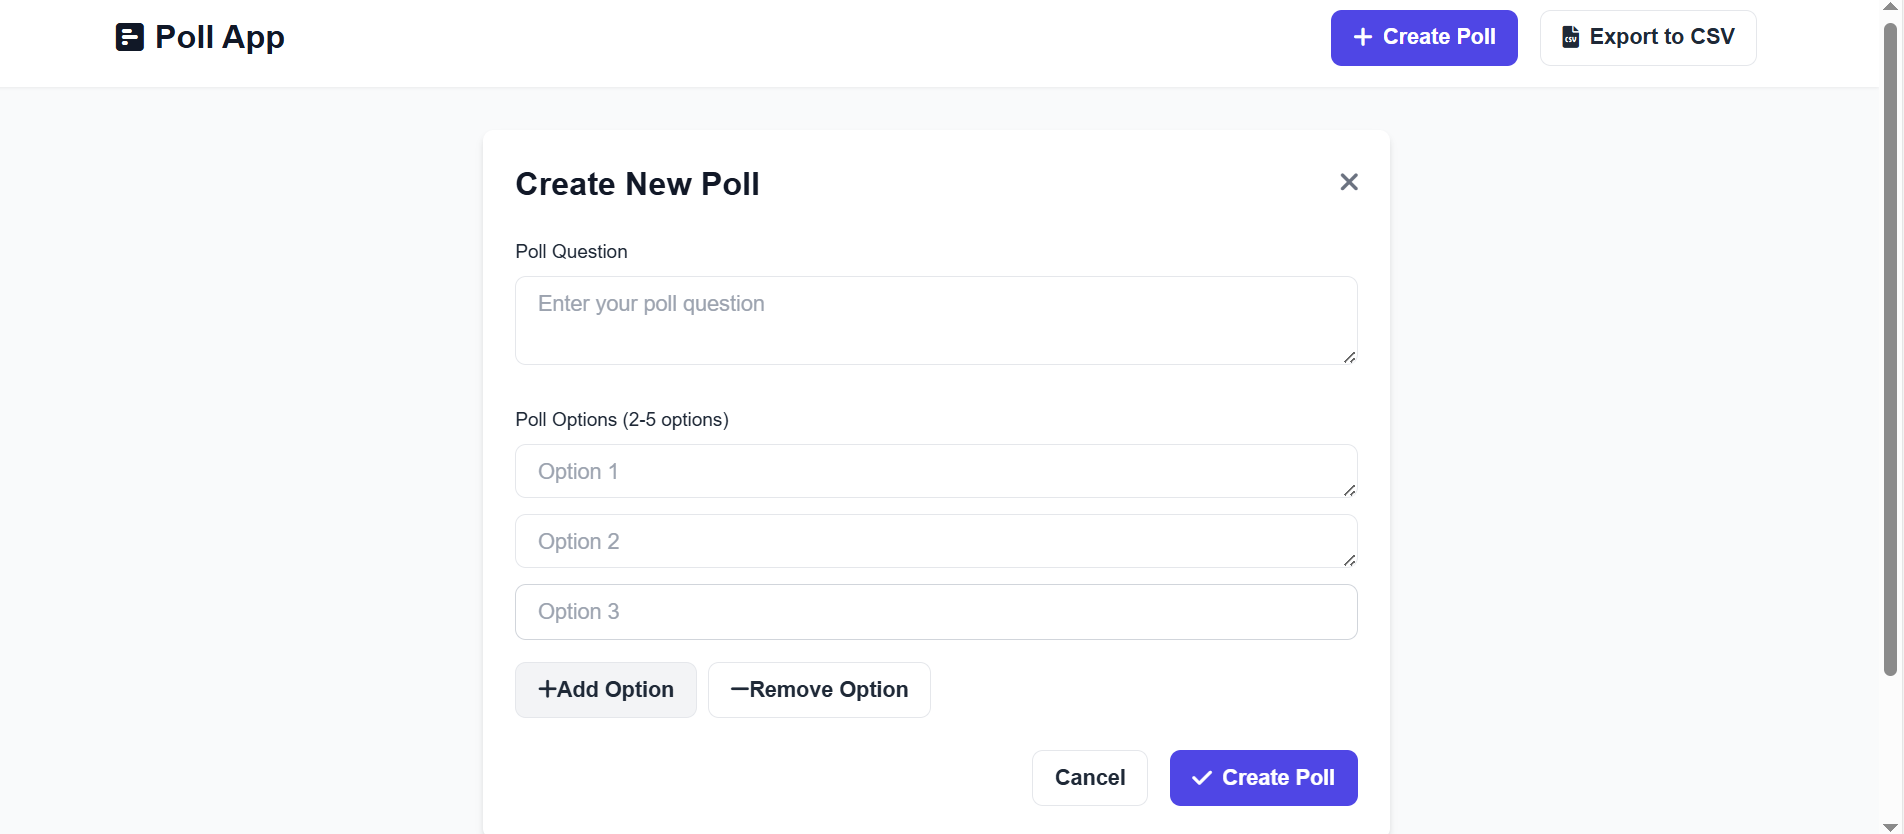 Poll App
Create Poll
Export to CSV
Create New Poll
Poll Question
Enter your poll question
Poll Options (2-5 options)
Option 1
Option 2
Option 3
Add Option
Remove Option
Cancel
Create Poll